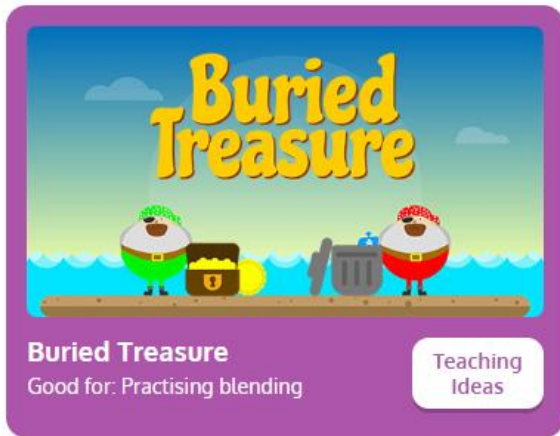 Buried
Treasure
Buried Treasure
Good for: Practising blending
Teaching
Ideas